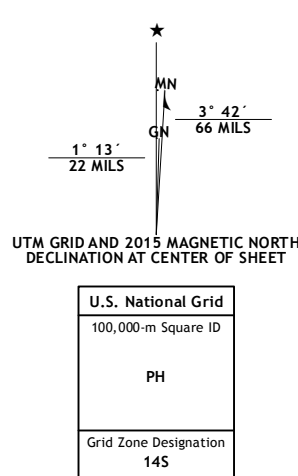 ★
MN
3° 42´
66 MILS
GN
1° 13´
22 MILS
UTM GRID AND 2015 MAGNETIC NORTH
DECLINATION AT CENTER OF SHEET
U.S. National Grid
100,000-m Square ID
PH
Grid Zone Designation
14S